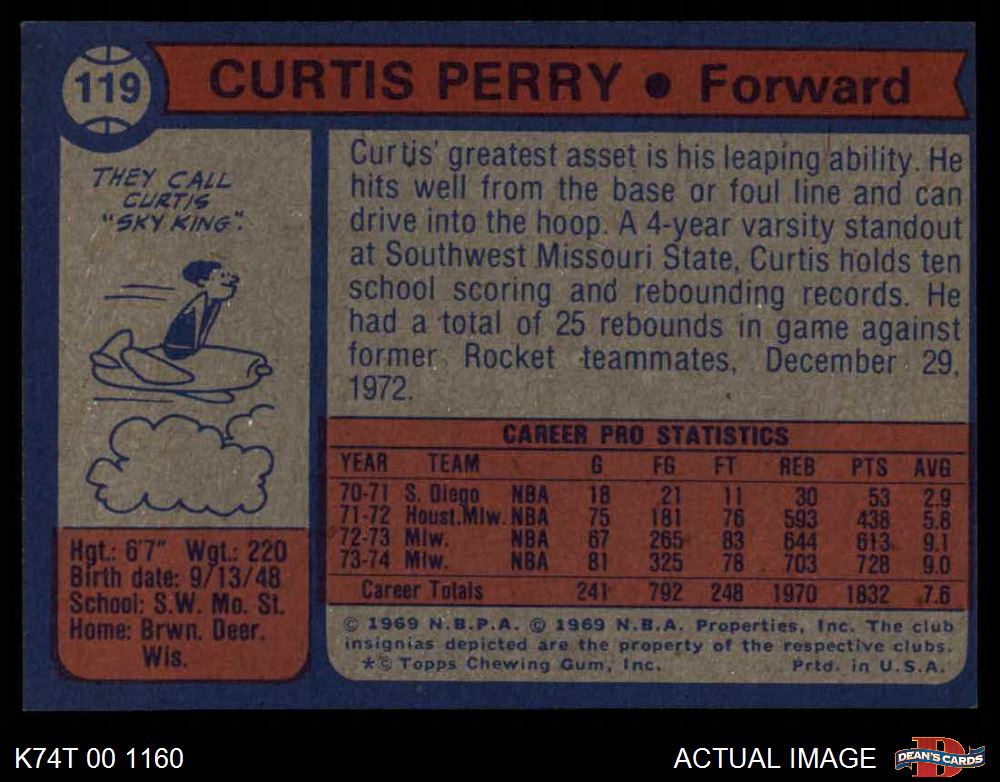 119
CURTIS PERRY • Forward
THEY CALL
CURTIS
"SKY KING".
Curtis' greatest asset is his leaping ability. He
hits well from the base or foul line and can
drive into the hoop. A 4-year varsity standout
at Southwest Missouri State, Curtis holds ten
school scoring and rebounding records. He
had a total of 25 rebounds in game against
former Rocket teammates, December 29,
1972.
CAREER PRO STATISTICS
YEAR TEAM G FG FT REB PTS AVG
70-71 S. Diego NBA 18 21 11 30 53 2.9
71-72 Houst.Mlw. NBA 75 181 76 593 438 5.8
72-73 Mlw. NBA 67 265 83 644 613 9.1
73-74 Mlw. NBA 81 325 78 703 728 9.0
Career Totals 241 792 248 1970 1832 7.6
Hgt.: 6'7" Wgt.: 220
Birth date: 9/13/48
School: S.W. Mo. St.
Home: Brwn. Deer.
Wis.
© 1969 N.B.P.A. © 1969 N.B.A. Properties, Inc. The club
insignias depicted are the property of the respective clubs.
*© Topps Chewing Gum, Inc. Prtd. in U.S.A.
K74T 00 1160
ACTUAL IMAGE
D
DEAN'S CARDS